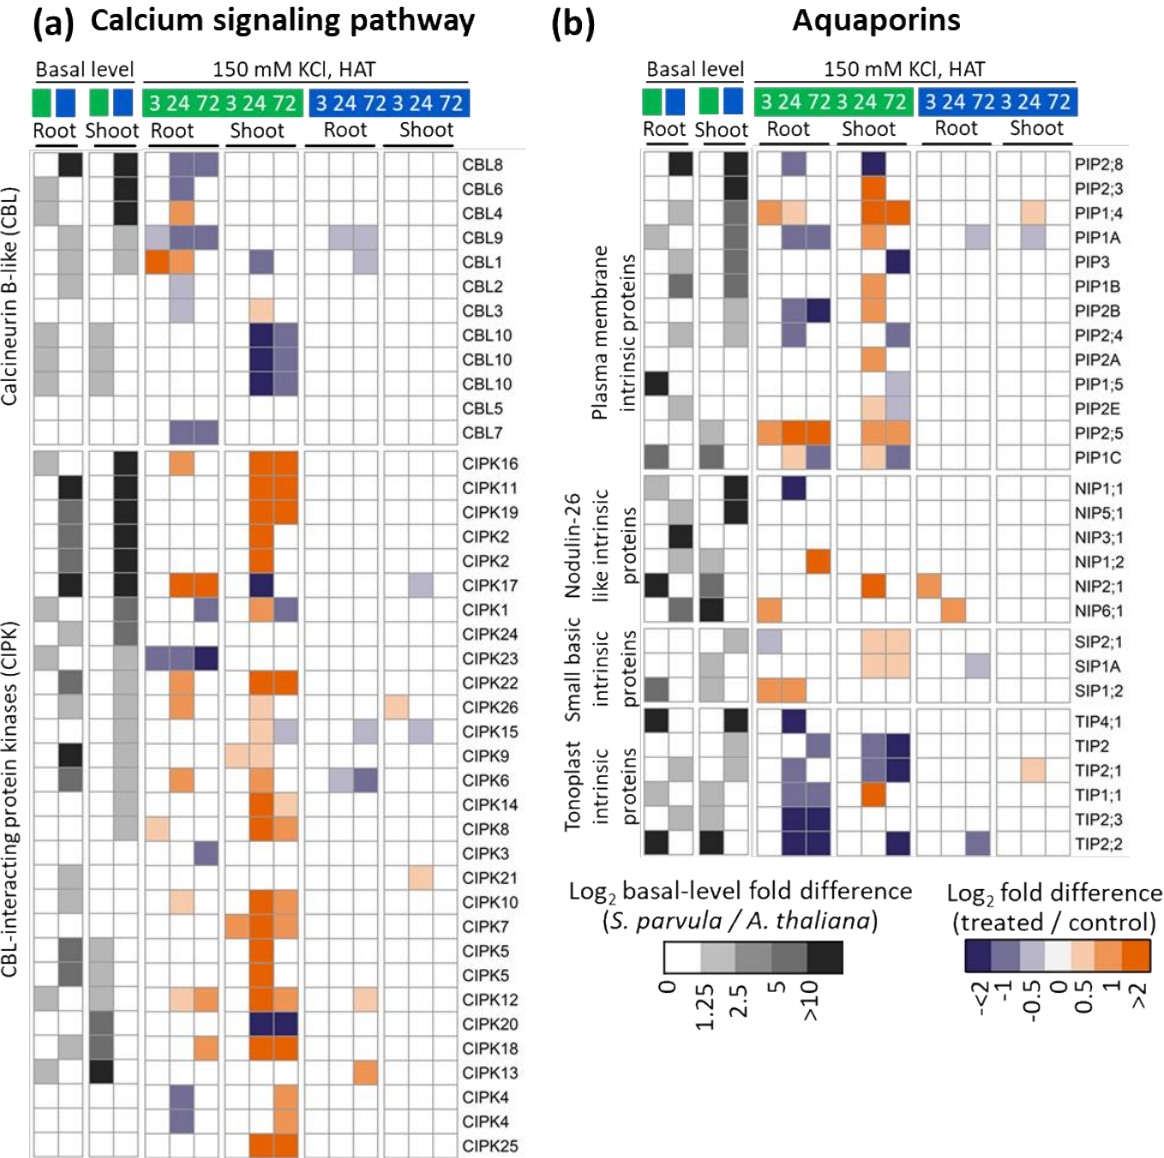 (a) Calcium signaling pathway
Basal level
150 mM KCl, HAT
3 24 72 3 24 72 3 24 72 3 24 72
Root Shoot Root Shoot Root Shoot
Calcineurin B-like (CBL)
CBL8
CBL6
CBL4
CBL9
CBL1
CBL2
CBL3
CBL10
CBL10
CBL10
CBL5
CBL7
CBL-interacting protein kinases (CIPK)
CIPK16
CIPK11
CIPK19
CIPK2
CIPK2
CIPK17
CIPK1
CIPK24
CIPK23
CIPK22
CIPK26
CIPK15
CIPK9
CIPK6
CIPK14
CIPK8
CIPK3
CIPK21
CIPK10
CIPK7
CIPK5
CIPK5
CIPK12
CIPK20
CIPK18
CIPK13
CIPK4
CIPK4
CIPK25
(b) Aquaporins
Basal level
150 mM KCl, HAT
3 24 72 3 24 72 3 24 72 3 24 72
Root Shoot Root Shoot Root Shoot
Plasma membrane
intrinsic proteins
PIP2;8
PIP2;3
PIP1;4
PIP1A
PIP3
PIP1B
PIP2B
PIP2;4
PIP2A
PIP1;5
PIP2E
PIP2;5
PIP1C
Nodulin-26
like intrinsic
proteins
NIP1;1
NIP5;1
NIP3;1
NIP1;2
NIP2;1
NIP6;1
Small basic
intrinsic
proteins
SIP2;1
SIP1A
SIP1;2
Tonoplast
intrinsic
proteins
TIP4;1
TIP2
TIP2;1
TIP1;1
TIP2;3
TIP2;2
Log2 basal-level fold difference
(S. parvula / A. thaliana)
0
1.25
2.5
5
>10
Log2 fold difference
(treated / control)
-<2
-1
-0.5
0
0.5
1
>2